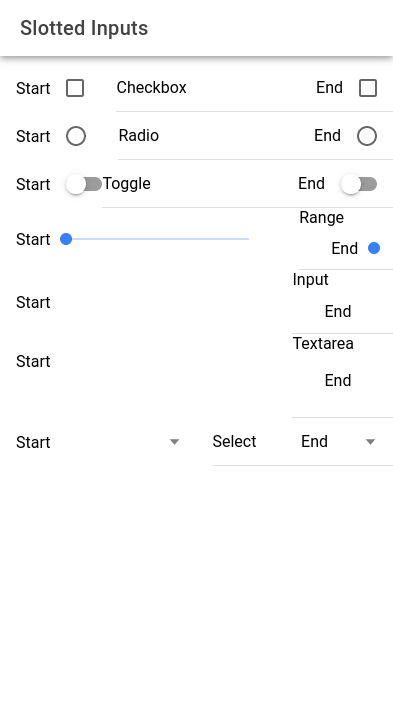 Slotted Inputs
Start Checkbox End
Start Radio End
Start Toggle End
Range
Start End
Input
Start End
Textarea
Start
End
Start Select End